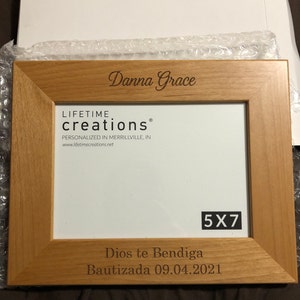 Danna Grace
LIFETIME
creations®
PERSONALIZED IN MERRILLVILLE, IN
www.lifetimecreations.net
5X7
Dios te Bendiga
Bautizada 09.04.2021